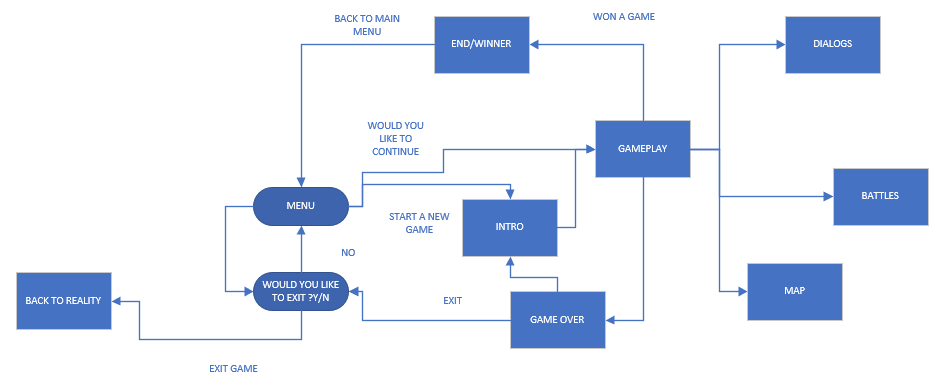 BACK TO MAIN
MENU
WON A GAME
END/WINNER
DIALOGS
WOULD YOU
LIKE TO
CONTINUE
GAMEPLAY
MENU
BATTLES
START A NEW
GAME
INTRO
NO
WOULD YOU LIKE
TO EXIT ?Y/N
BACK TO REALITY
EXIT
MAP
GAME OVER
EXIT GAME